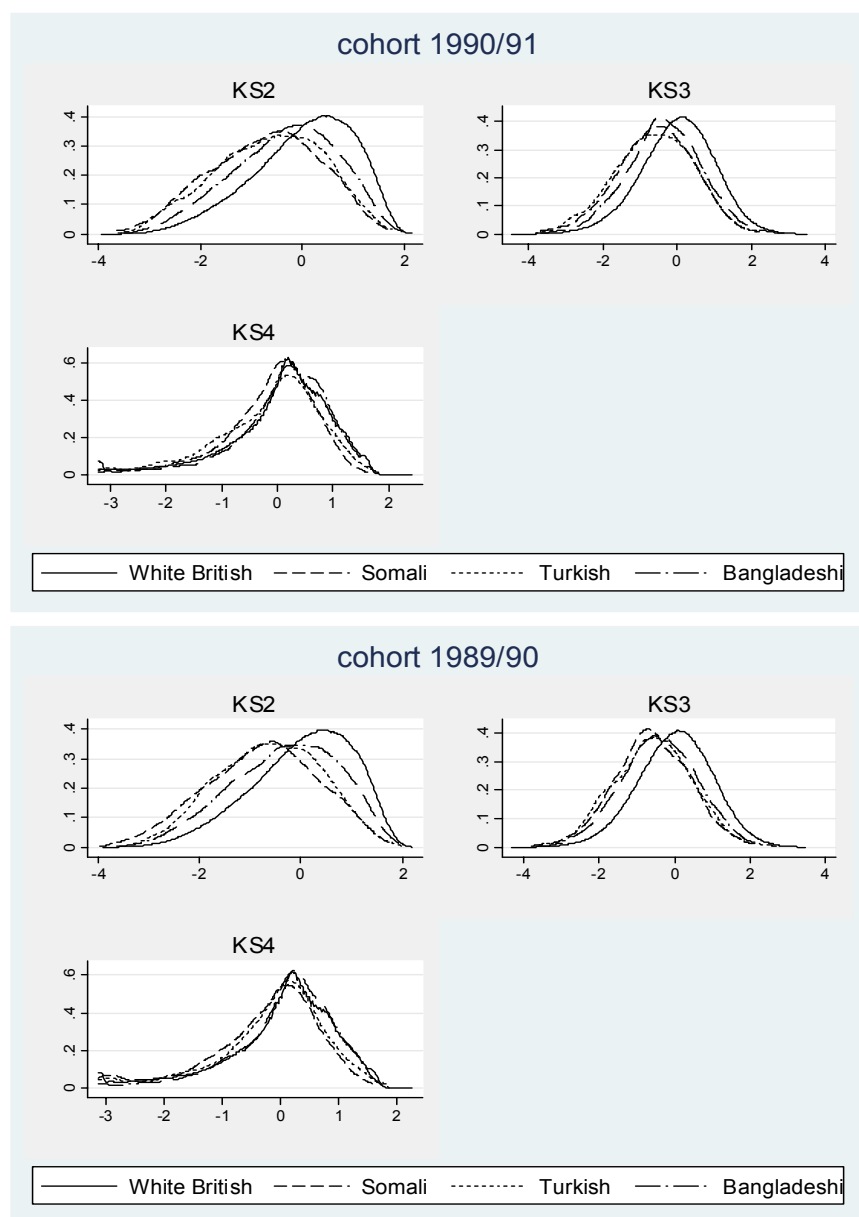 cohort 1990/91
KS2
KS3
.4
.3
.2
.1
0
-4 -2 0 2
.4
.3
.2
.1
0
-4 -2 0 2 4
KS4
.6
.4
.2
0
-3 -2 -1 0 1 2
White British Somali Turkish Bangladeshi
cohort 1989/90
KS2
KS3
.4
.3
.2
.1
0
-4 -2 0 2
.4
.3
.2
.1
0
-4 -2 0 2 4
KS4
.6
.4
.2
0
-3 -2 -1 0 1 2
White British Somali Turkish Bangladeshi